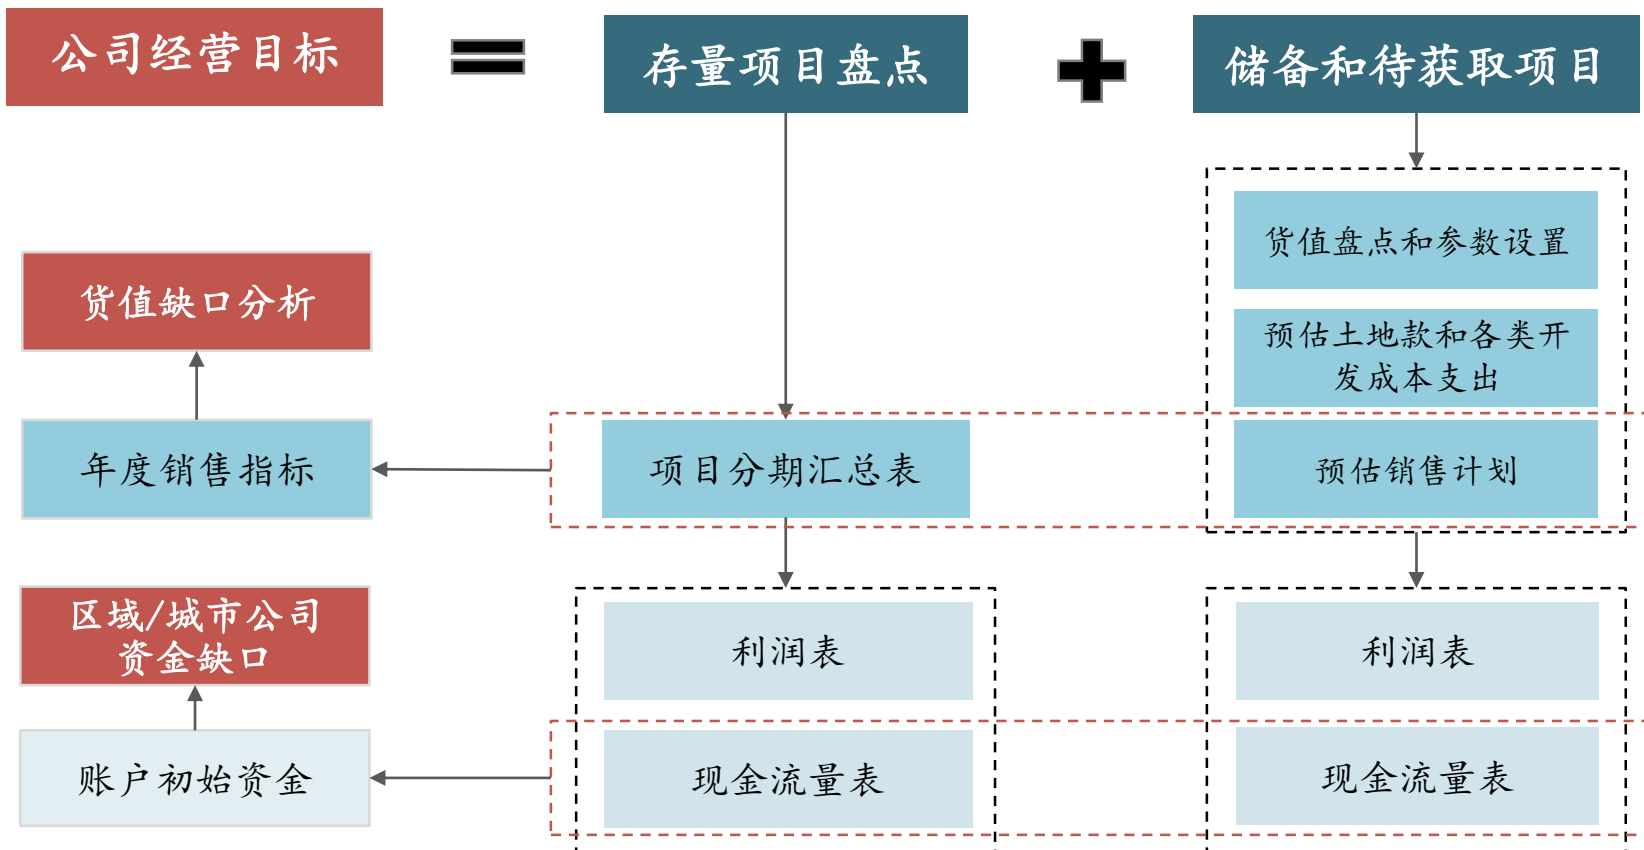 公司经营目标
=
存量项目盘点
+
储备和待获取项目
货值盘点和参数设置
货值缺口分析
预估土地款和各类开
发成本支出
年度销售指标
项目分期汇总表
预估销售计划
区域/城市公司
资金缺口
利润表
利润表
账户初始资金
现金流量表
现金流量表